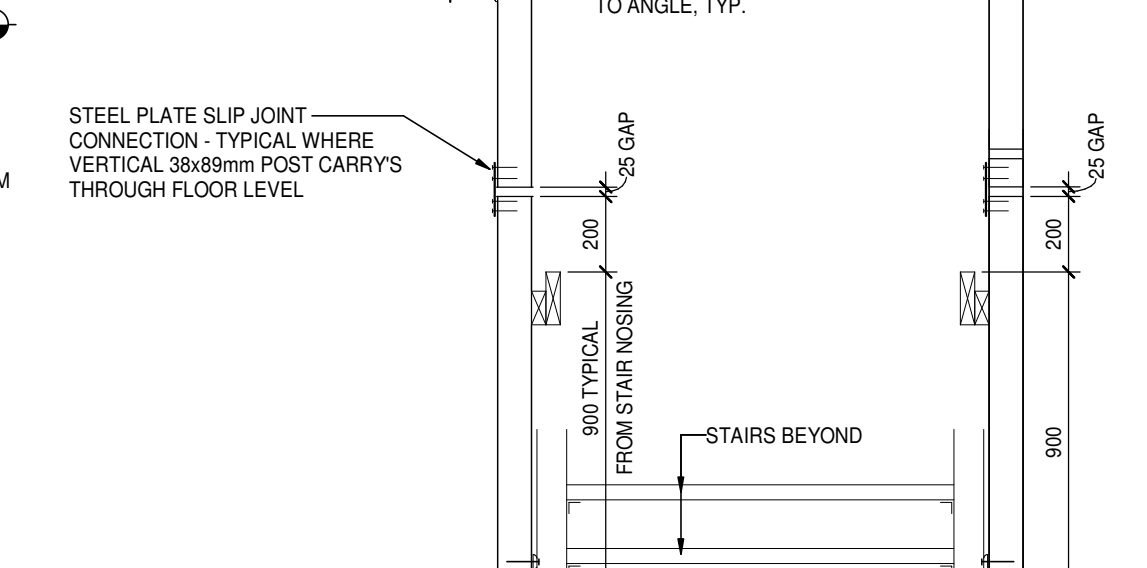 TO ANGLE, TYP.
STEEL PLATE SLIP JOINT
CONNECTION - TYPICAL WHERE
VERTICAL 38x89mm POST CARRY'S
THROUGH FLOOR LEVEL
M
25 GAP
25 GAP
200
200
900 TYPICAL
FROM STAIR NOSING
900
STAIRS BEYOND